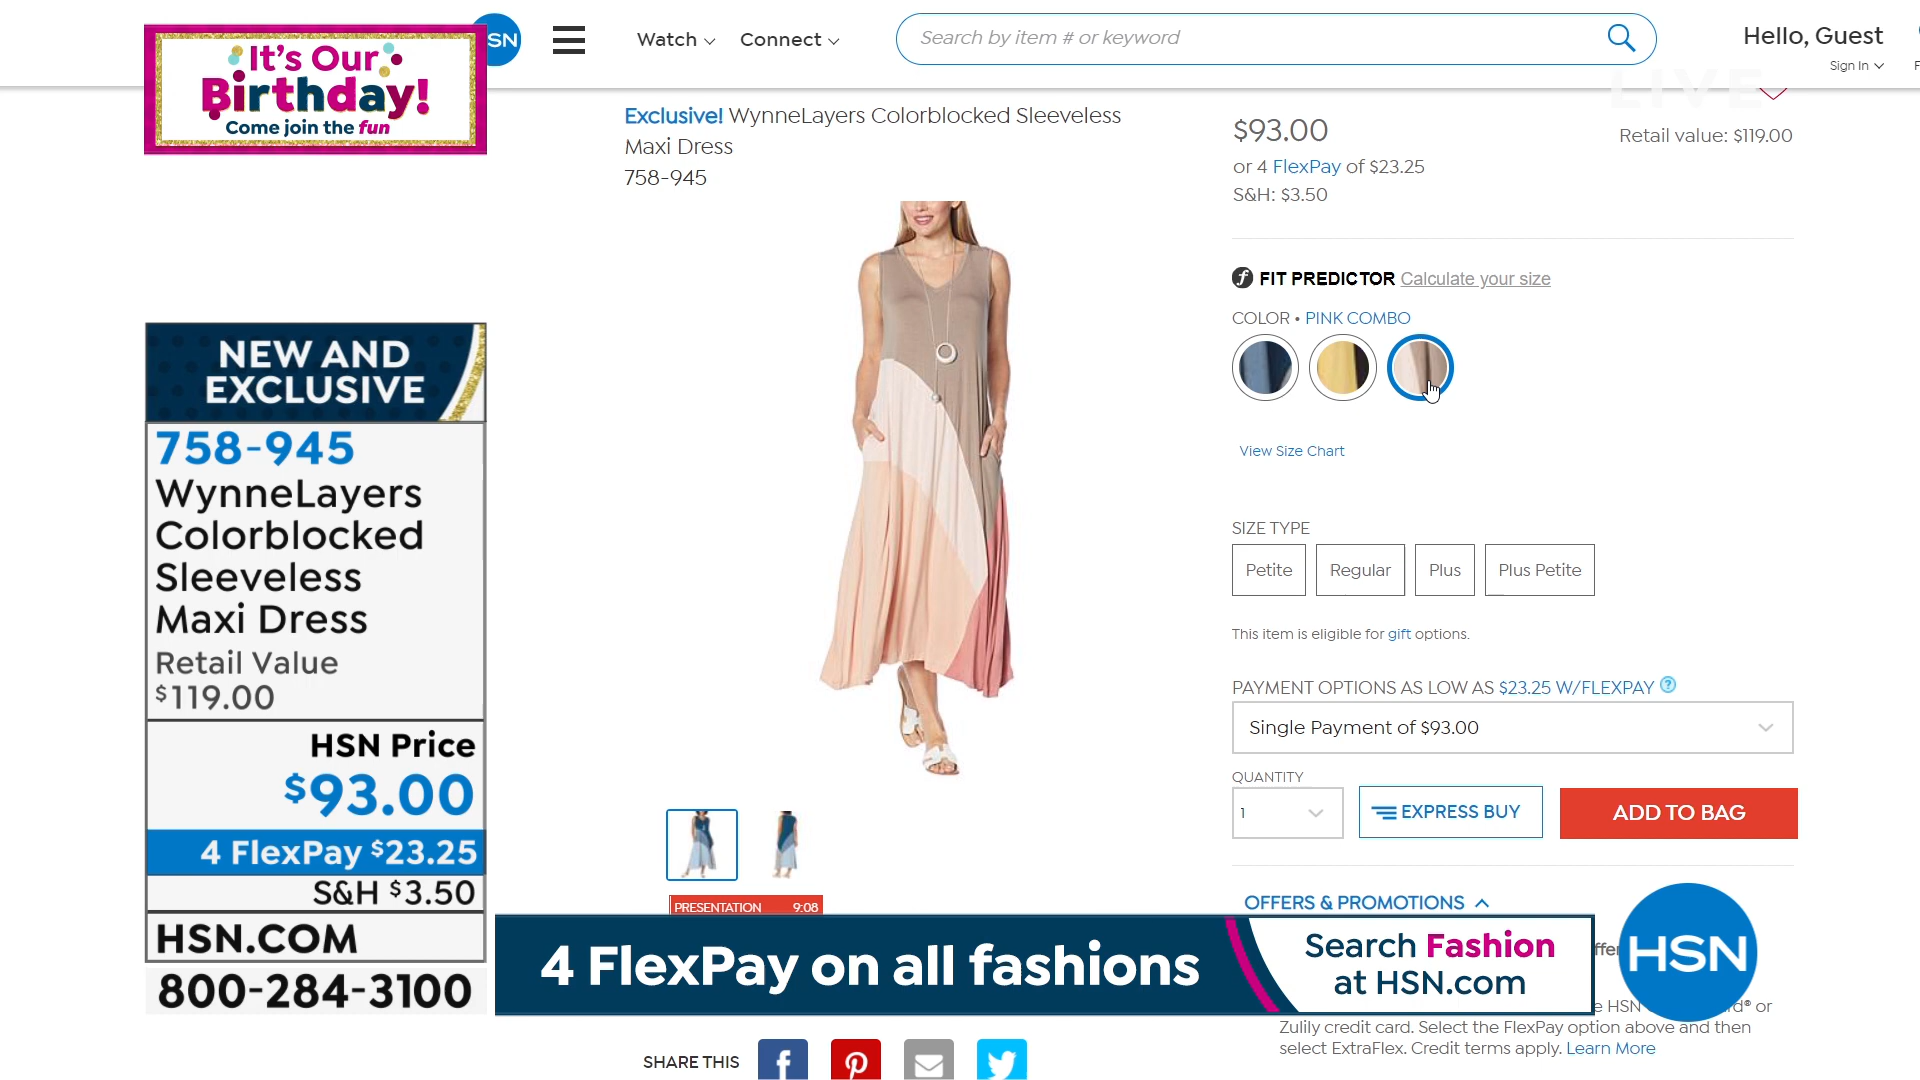 It's Our
Birthday!
Come join the fun
SN
Watch
Connect
Search by item # or keyword
Hello, Guest
Sign In
LIVE
Exclusive! WynneLayers Colorblocked Sleeveless
Maxi Dress
758-945
$93.00
Retail value: $119.00
or 4 FlexPay of $23.25
S&H: $3.50
FIT PREDICTOR Calculate your size
COLOR • PINK COMBO
View Size Chart
SIZE TYPE
Petite
Regular
Plus
Plus Petite
This item is eligible for gift options.
PAYMENT OPTIONS AS LOW AS $23.25 W/FLEXPAY ?
Single Payment of $93.00
QUANTITY
1
EXPRESS BUY
ADD TO BAG
OFFERS & PROMOTIONS
NEW AND
EXCLUSIVE
758-945
WynneLayers
Colorblocked
Sleeveless
Maxi Dress
Retail Value
$119.00
HSN Price
$93.00
4 FlexPay $23.25
S&H $3.50
HSN.COM
800-284-3100
PRESENTATION 9:08
4 FlexPay on all fashions
Search Fashion
at HSN.com
HSN
HSN
or
Zulily credit card. Select the FlexPay option above and then
select ExtraFlex. Credit terms apply. Learn More
SHARE THIS